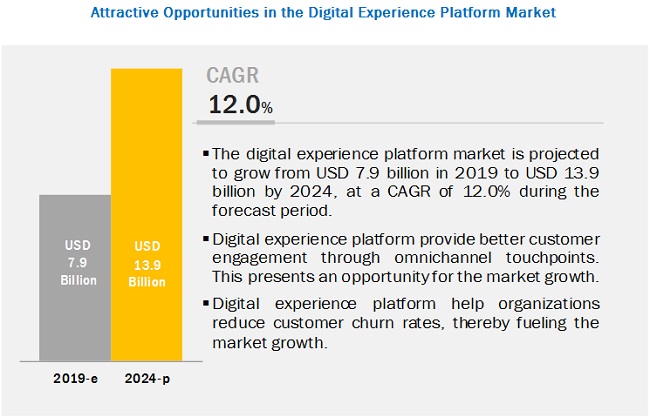 Attractive Opportunities in the Digital Experience Platform Market
CAGR
12.0%
▪ The digital experience platform market is projected
to grow from USD 7.9 billion in 2019 to USD 13.9
billion by 2024, at a CAGR of 12.0% during the
forecast period.
▪ Digital experience platform provide better customer
engagement through omnichannel touchpoints.
This presents an opportunity for the market growth.
▪ Digital experience platform help organizations
reduce customer churn rates, thereby fueling the
market growth.
USD
7.9
Billion
USD
13.9
Billion
2019-e
2024-p